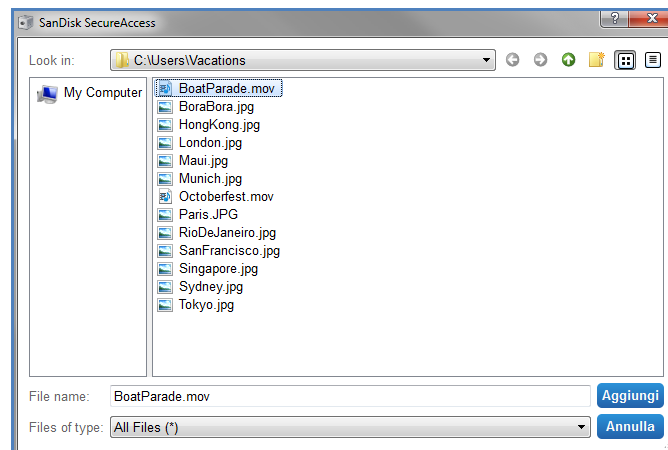 SanDisk SecureAccess
Look in: C:\Users\Vacations
My Computer
BoatParade.mov
BoraBora.jpg
HongKong.jpg
London.jpg
Maui.jpg
Munich.jpg
Octoberfest.mov
Paris.JPG
RioDeJaneiro.jpg
SanFrancisco.jpg
Singapore.jpg
Sydney.jpg
Tokyo.jpg
File name: BoatParade.mov Aggiungi
Files of type: All Files (*) Annulla